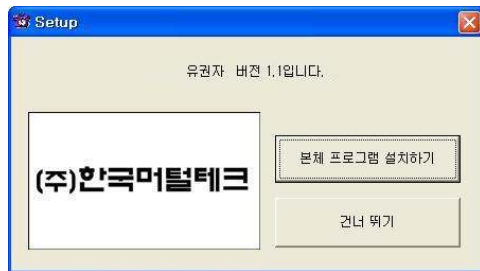 Setup
유권자 버전 1.1입니다.
(주)한국머털테크
본체 프로그램 설치하기
건너 뛰기